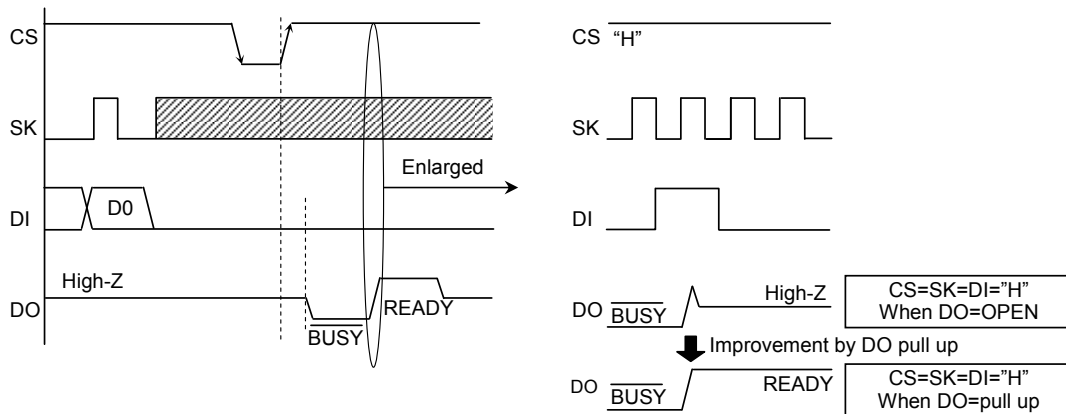 CS
SK
D0
DI
Enlarged
High-Z
DO
BUSY
READY
CS "H"
SK
DI
DO
BUSY
High-Z
CS=SK=DI="H"
When DO=OPEN
Improvement by DO pull up
DO
BUSY
READY
CS=SK=DI="H"
When DO=pull up